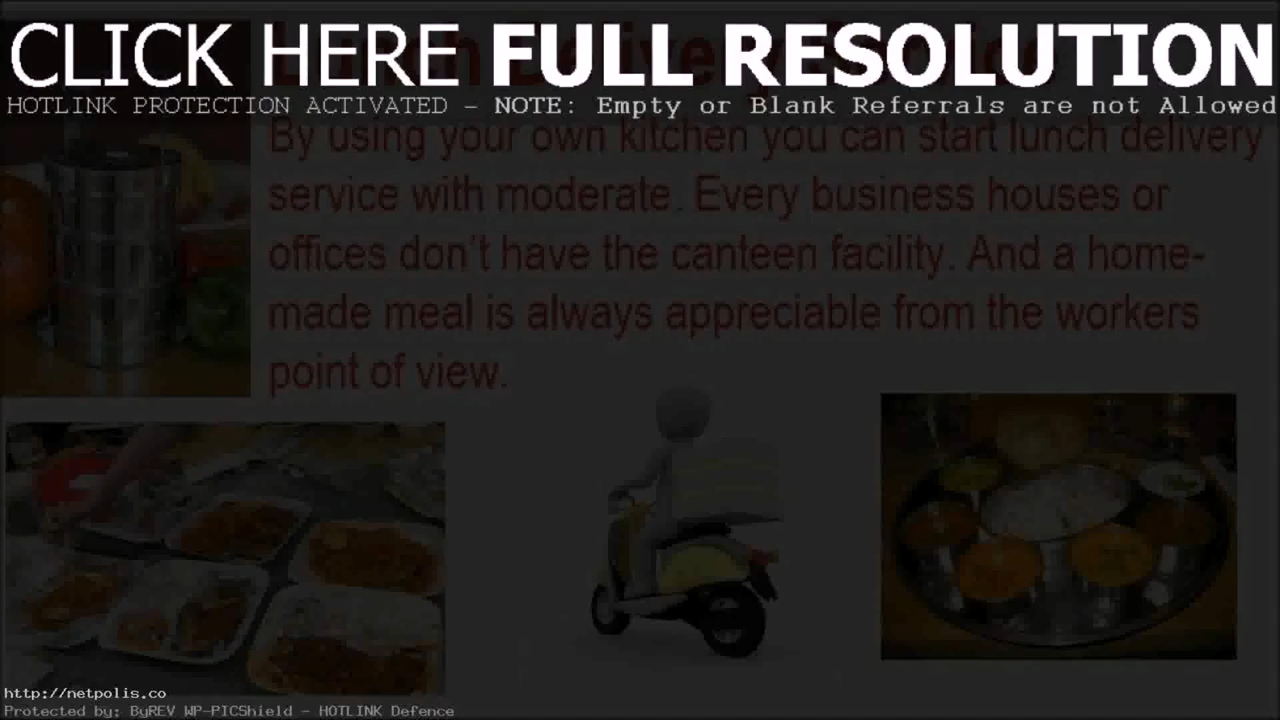 CLICK HERE FULL RESOLUTION
HOTLINK PROTECTION ACTIVATED – NOTE: Empty or Blank Referrals are not Allowed
By using your own kitchen you can start lunch delivery
service with moderate. Every business houses or
offices don't have the canteen facility. And a home-
made meal is always appreciable from the workers
point of view.
http://netpolis.co
Protected by: ByREV WP-PICShield – HOTLINK Defence